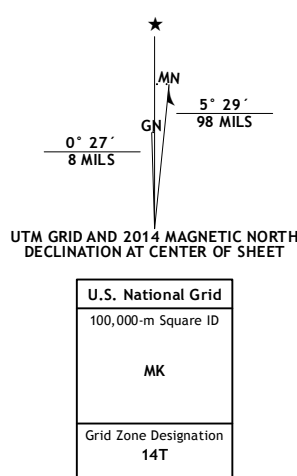 ★
MN
GN
5° 29´
98 MILS
0° 27´
8 MILS
UTM GRID AND 2014 MAGNETIC NORTH
DECLINATION AT CENTER OF SHEET
U.S. National Grid
100,000-m Square ID
MK
Grid Zone Designation
14T